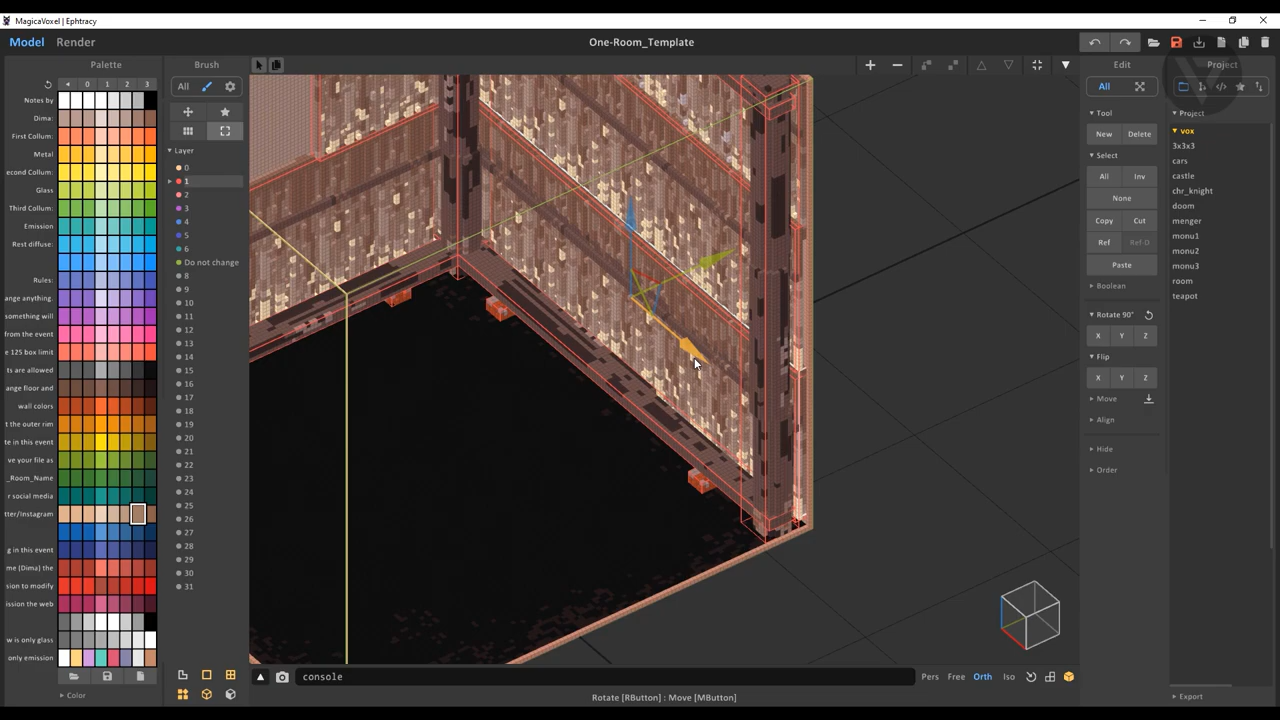 MagicaVoxel | Ephtracy
Model
Render
One-Room_Template
Palette
Brush
Edit
Project
0
1
2
3
All
All
Notes by
Dima:
First Collum:
Metal
econd Collum:
Glass
Third Collum:
Emission
Rest diffuse:
Rules:
ange anything.
something will
from the event
e 125 box limit
ts are allowed
ange floor and
wall colors
t the outer rim
te in this event
ve your file as
_Room_Name
r social media
tter/Instagram
g in this event
me (Dima) the
sion to modify
ission the web
w is only glass
only emission
Color
Layer
0
1
2
3
4
5
6
Do not change
8
9
10
11
12
13
14
15
16
17
18
19
20
21
22
23
24
25
26
27
28
29
30
31
Tool
New
Delete
Select
All
Inv
None
Copy
Cut
Ref
Ref-D
Paste
Boolean
Rotate 90°
X
Y
Z
Flip
X
Y
Z
Move
Align
Hide
Order
Project
vox
3x3x3
cars
castle
chr_knight
doom
menger
monu1
monu2
monu3
room
teapot
Export
console
Pers
Free
Orth
Iso
Rotate [RButton] : Move [MButton]